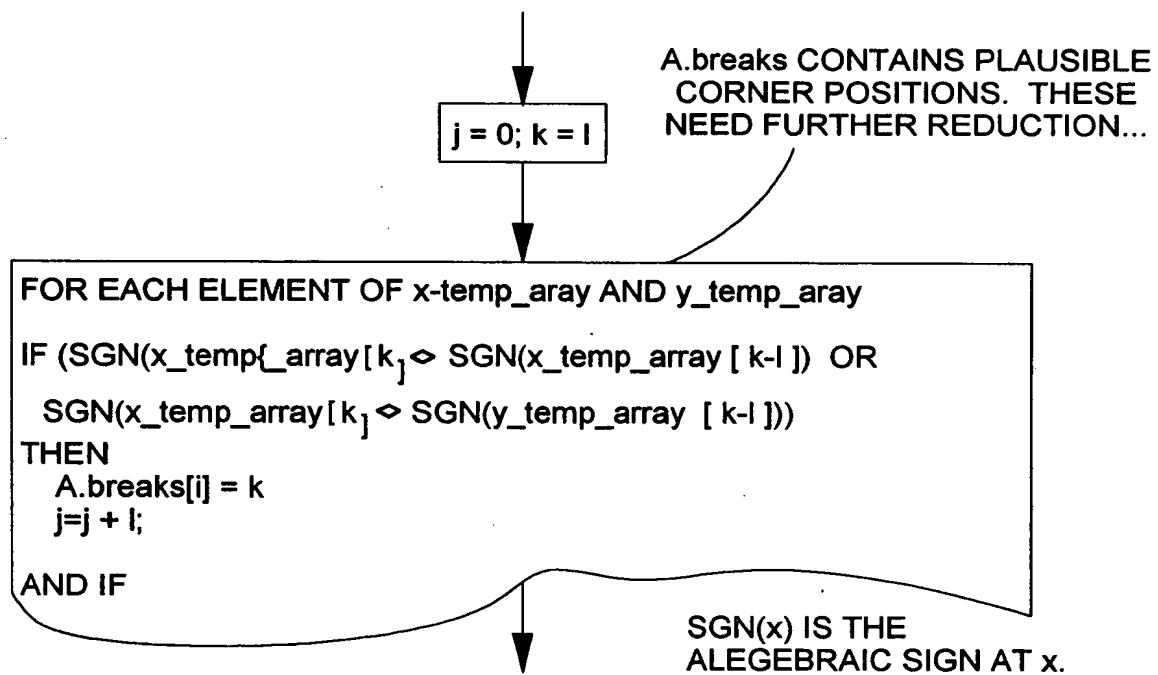 j = 0; k = l
A.breaks CONTAINS PLAUSIBLE
CORNER POSITIONS. THESE
NEED FURTHER REDUCTION...
FOR EACH ELEMENT OF x-temp_aray AND y_temp_aray
IF (SGN(x_temp{_array[k] <> SGN(x_temp_array [ k-l ]) OR
SGN(x_temp_array[k] <> SGN(y_temp_array [ k-l ]))
THEN
A.breaks[i] = k
j=j + l;
AND IF
SGN(x) IS THE
ALEGEBRAIC SIGN AT x.